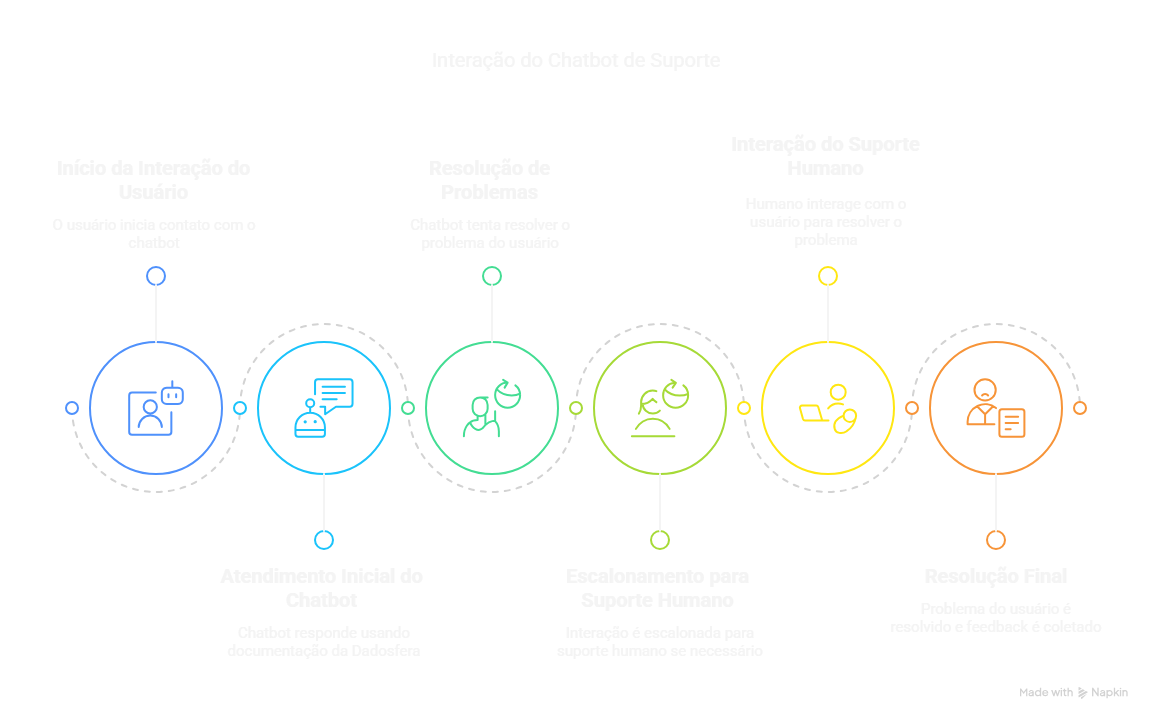 Interação do Chatbot de Suporte
Início da Interação do
Usuário
O usuário inicia contato com o
chatbot
Atendimento Inicial do
Chatbot
Chatbot responde usando
documentação da Dadosfera
Resolução de
Problemas
Chatbot tenta resolver o
problema do usuário
Escalonamento para
Suporte Humano
Interação é escalonada para
suporte humano se necessário
Interação do Suporte
Humano
Humano interage com o
usuário para resolver o
problema
Resolução Final
Problema do usuário é
resolvido e feedback é coletado
Made with Napkin